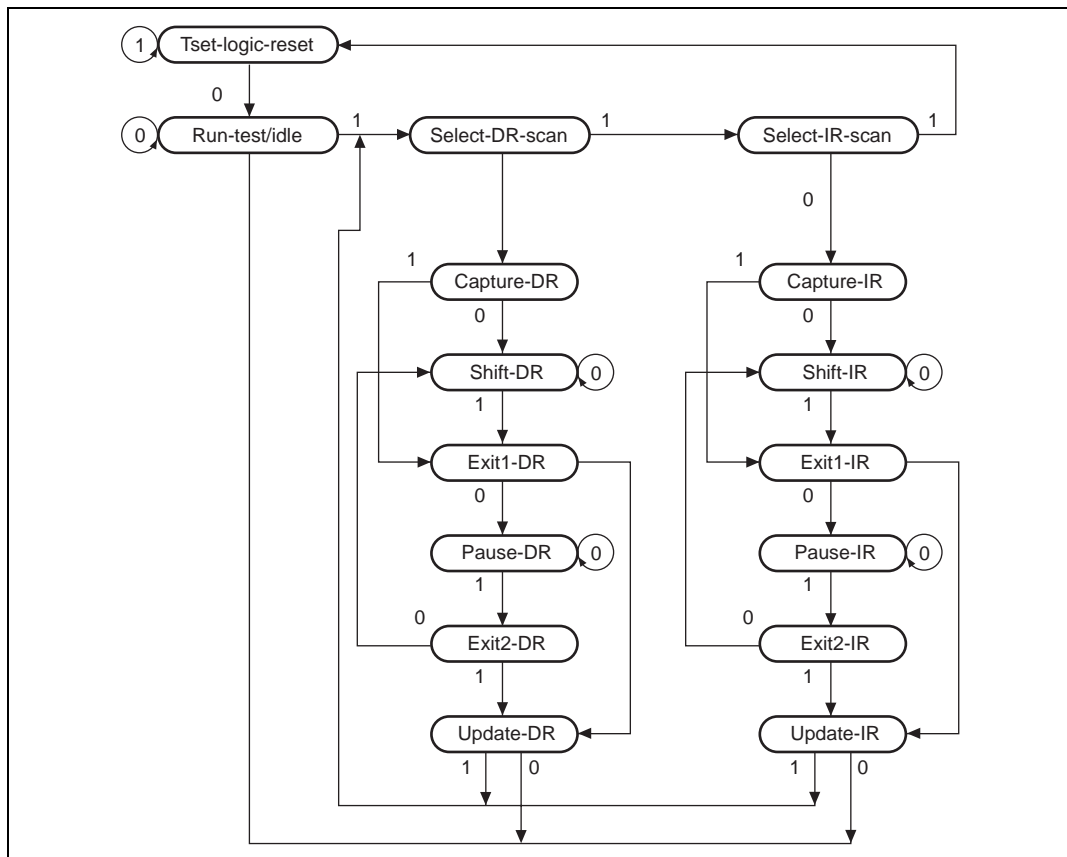 1 Tset-logic-reset
0
0 Run-test/idle 1 Select-DR-scan 1 Select-IR-scan 1
0
1 Capture-DR 1 Capture-IR
0 0
Shift-DR 0 Shift-IR 0
1 1
Exit1-DR Exit1-IR
0 0
Pause-DR 0 Pause-IR 0
1 1
0 Exit2-DR 0 Exit2-IR
1 1
Update-DR Update-IR
1 0 1 0